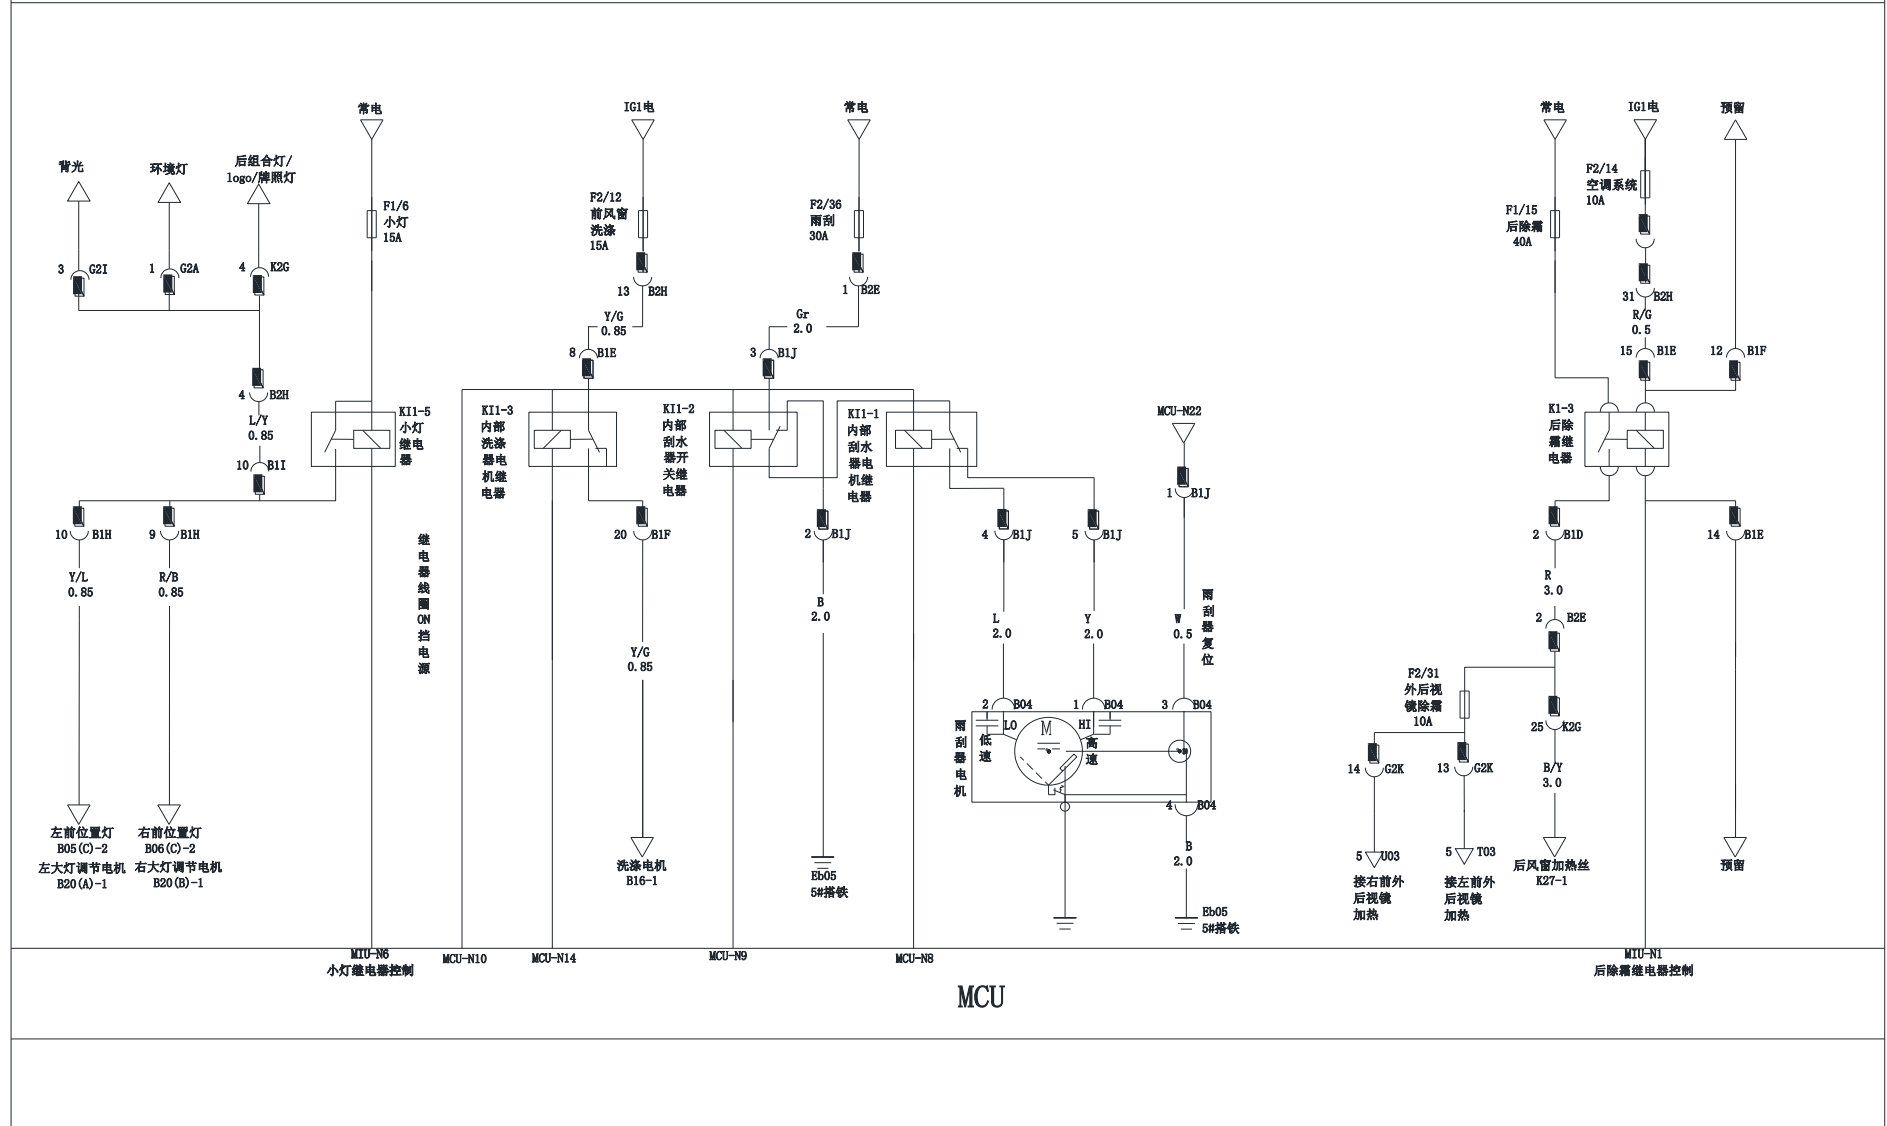 常电
IG1电
常电
常电
IG1电
预留
背光
环境灯
后组合灯/
logo/牌照灯
F1/6
小灯
15A
F2/12
前风窗
洗涤
15A
F2/36
雨刮
30A
F1/15
后除霜
40A
F2/14
空调系统
10A
3
G2I
1
G2A
4
K2G
13
B2H
1
B2E
31
B2H
Y/G
0.85
Gr
2.0
R/G
0.5
8
B1E
3
B1J
15
B1E
12
B1F
4
B2H
L/Y
0.85
10
B1I
KI1-5
小灯
继电
器
KI1-3
内部
洗涤
器电
机继
电器
KI1-2
内部
刮水
器开
关继
电器
KI1-1
内部
刮水
器电
机继
电器
MCU-N22
1
B1J
K1-3
后除
霜继
电器
10
B1H
9
B1H
继
电
器
线
圈
ON
挡
电
源
20
B1F
2
B1J
4
B1J
5
B1J
2
B1D
14
B1E
Y/L
0.85
R/B
0.85
Y/G
0.85
B
2.0
L
2.0
Y
2.0
W
0.5
雨
刮
器
复
位
R
3.0
2
B2E
F2/31
外后视
镜除霜
10A
25
K2G
B/Y
3.0
14
G2K
13
G2K
2
B04
1
B04
3
B04
雨
刮
器
电
机
LO
低
速
M
HI
高
速
4
B04
B
2.0
左前位置灯
B05(C)-2
左大灯调节电机
B20(A)-1
右前位置灯
B06(C)-2
右大灯调节电机
B20(B)-1
洗涤电机
B16-1
Eb05
5#搭铁
Eb05
5#搭铁
5
U03
接右前外
后视镜
加热
5
T03
接左前外
后视镜
加热
后风窗加热丝
K27-1
预留
MIU-N6
小灯继电器控制
MCU-N10
MCU-N14
MCU-N9
MCU-N8
MIU-N1
后除霜继电器控制
MCU